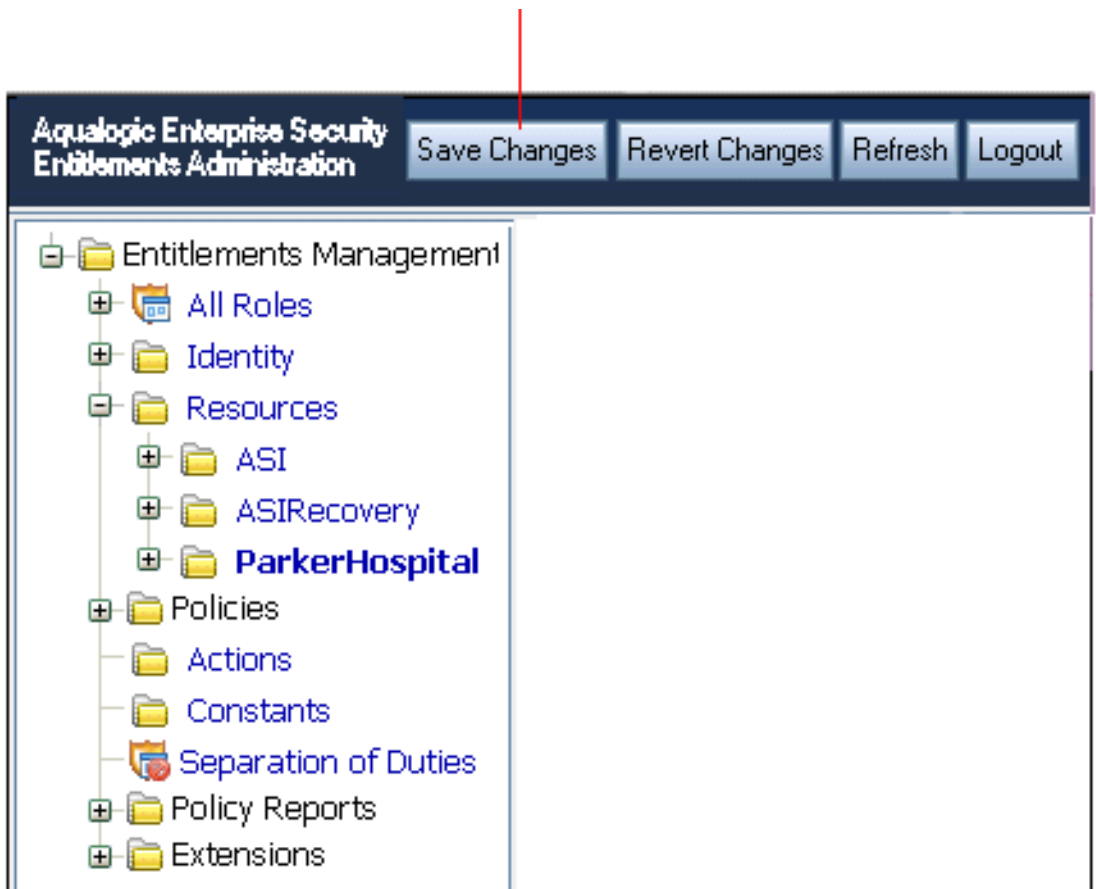 Aqualogic Enterprise Security
Entitlements Administration
Save Changes
Revert Changes
Refresh
Logout
Entitlements Management
All Roles
Identity
Resources
ASI
ASIRecovery
ParkerHospital
Policies
Actions
Constants
Separation of Duties
Policy Reports
Extensions